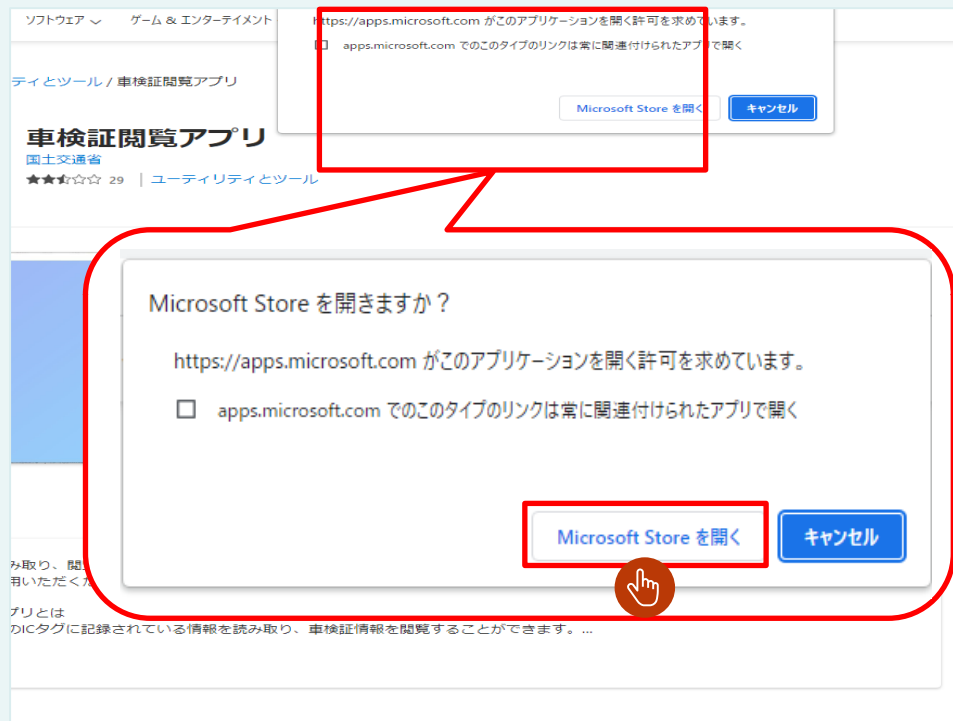 ソフトウェア
ゲーム & エンターテイメント
https://apps.microsoft.com がこのアプリケーションを開く許可を求めています。
apps.microsoft.com でのこのタイプのリンクは常に関連付けられたアプリで開く
ティとツール / 車検証閲覧アプリ
Microsoft Store を開く
キャンセル
車検証閲覧アプリ
国土交通省
29 | ユーティリティとツール
Microsoft Store を開きますか？
https://apps.microsoft.com がこのアプリケーションを開く許可を求めています。
apps.microsoft.com でのこのタイプのリンクは常に関連付けられたアプリで開く
Microsoft Store を開く
キャンセル
み取り、閲
用いただくた
プリとは
のICタグに記録されている情報を読み取り、車検証情報を閲覧することができます。...